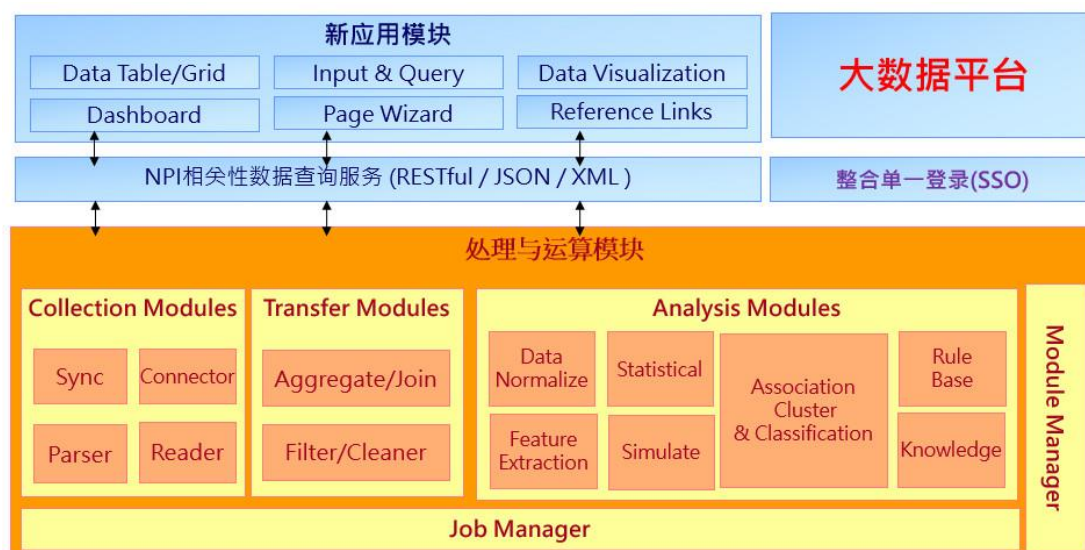 新应用模块
Data Table/Grid
Input & Query
Data Visualization
Dashboard
Page Wizard
Reference Links
大数据平台
NPI相关性数据查询服务 (RESTful / JSON / XML )
整合单一登录(SSO)
处理与运算模块
Collection Modules
Sync
Connector
Parser
Reader
Transfer Modules
Aggregate/Join
Filter/Cleaner
Analysis Modules
Data
Normalize
Statistical
Association
Cluster
& Classification
Rule
Base
Feature
Extraction
Simulate
Knowledge
Module Manager
Job Manager